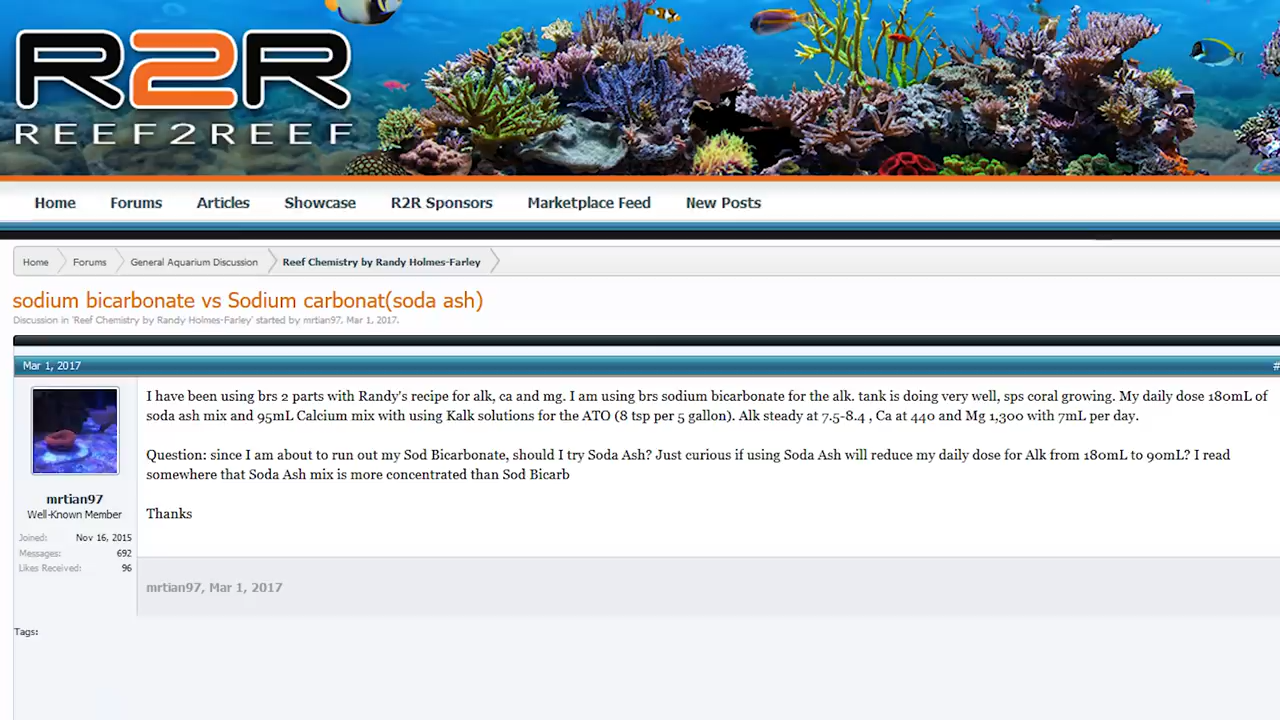 R2R
REEF2REEF
Home Forums Articles Showcase R2R Sponsors Marketplace Feed New Posts
Home Forums General Aquarium Discussion Reef Chemistry by Randy Holmes-Farley
sodium bicarbonate vs Sodium carbonat(soda ash)
Discussion in 'Reef Chemistry by Randy Holmes-Farley' started by mrtian97, Mar 1, 2017.
Mar 1, 2017 #
I have been using brs 2 parts with Randy's recipe for alk, ca and mg. I am using brs sodium bicarbonate for the alk. tank is doing very well, sps coral growing. My daily dose 180mL of
soda ash mix and 95mL Calcium mix with using Kalk solutions for the ATO (8 tsp per 5 gallon). Alk steady at 7.5-8.4 , Ca at 440 and Mg 1,300 with 7mL per day.
Question: since I am about to run out my Sod Bicarbonate, should I try Soda Ash? Just curious if using Soda Ash will reduce my daily dose for Alk from 180mL to 90mL? I read
somewhere that Soda Ash mix is more concentrated than Sod Bicarb
Thanks
mrtian97
Well-Known Member
Joined: Nov 16, 2015
Messages: 692
Likes Received: 96
mrtian97, Mar 1, 2017
Tags: